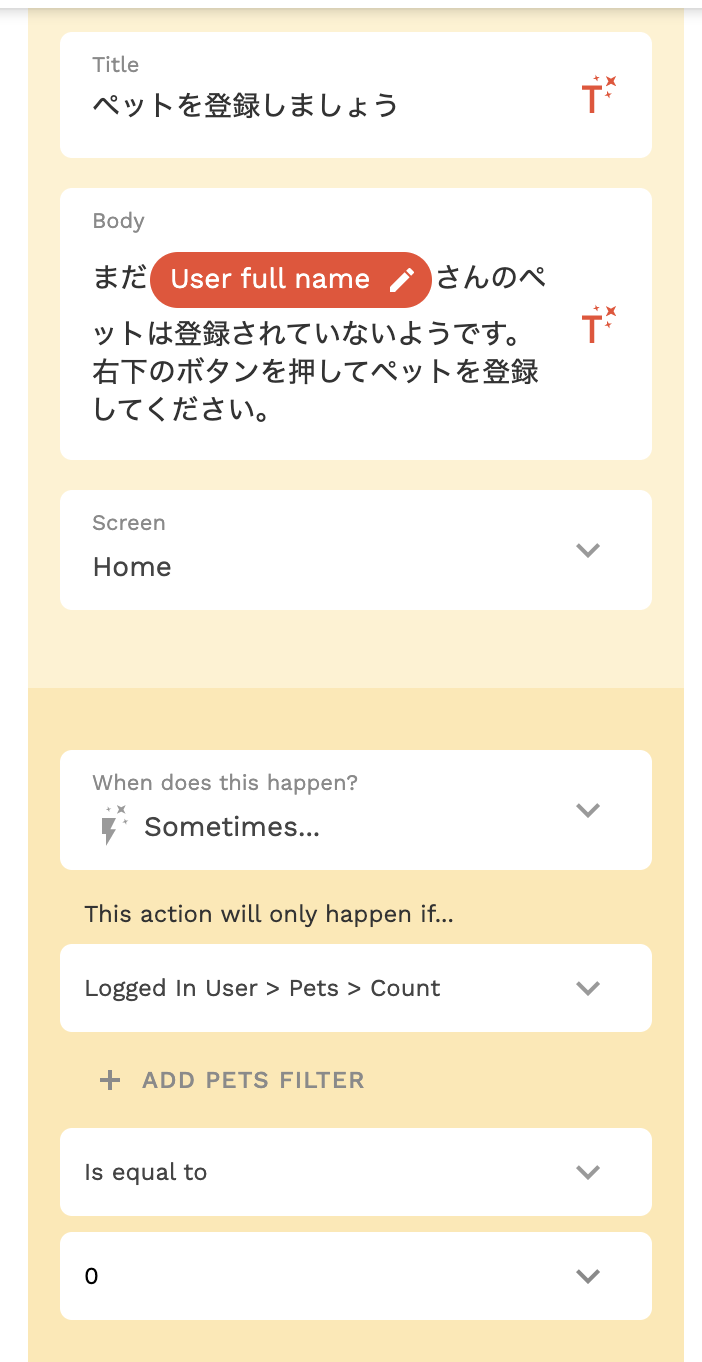 Title
ペットを登録しましょう
Body
まだ User full name さんのペ
ットは登録されていないようです。
右下のボタンを押してペットを登録
してください。
Screen
Home
When does this happen?
Sometimes...
This action will only happen if...
Logged In User > Pets > Count
+ ADD PETS FILTER
Is equal to
0